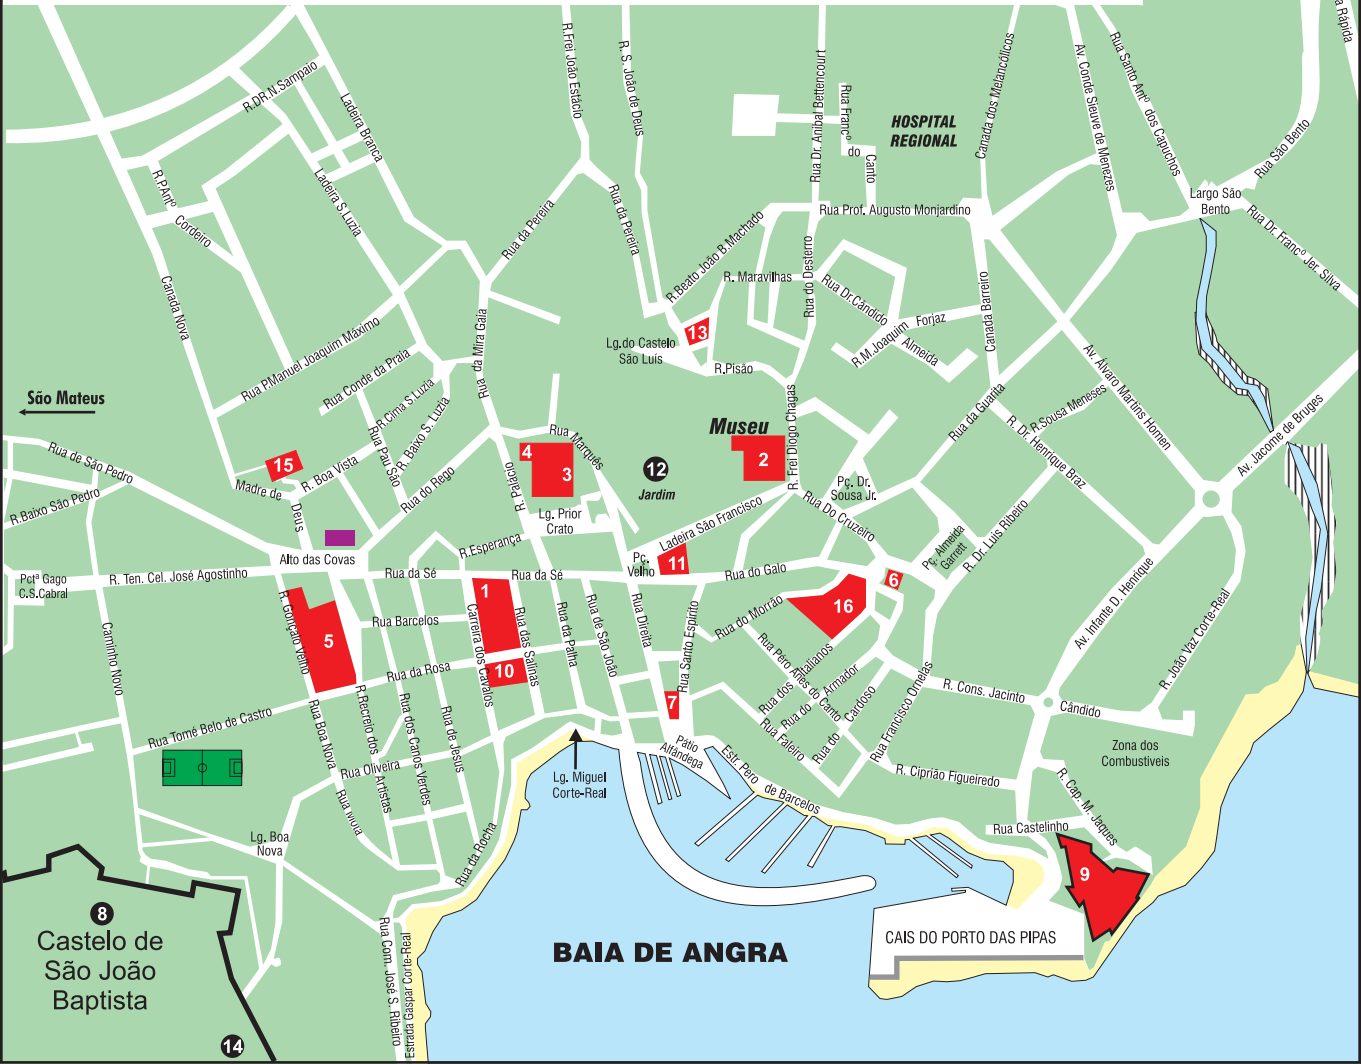 R.Frei João Estácio
R. S. João de Deus
Rua Dr. Anibal Bettencourt
Rua Francº
do
Canto
HOSPITAL
REGIONAL
Canada dos Melancólicos
Av. Conde Sieuve de Menezes
Rua Santo Antº dos Capuchos
Rua São Bento
a Rápida
R.DR.N.Sampaio
Ladeira Branca
Ladeira S.Luzia
R.P.Antº
Cordeiro
Canada Nova
Rua da Pereira
Rua da Pereira
R.Beato João B.Machado
R. Maravilhas
Rua do Desterro
Rua Prof. Augusto Monjardino
Largo São
Bento
Rua Dr. Francº Jer. Silva
Rua Dr.Cândido
Forjaz
R.M.Joaquim
Almeida
Canada Barreiro
Rua P.Manuel Joaquim Máximo
Rua Conde da Praia
R.Cina S.Luzia
R. Baixo S. Luzia
Rua Pau São
Rua da Mira Gaia
13
Lg.do Castelo
São Luís
R.Pisão
Av. Álvaro Martins Homen
São Mateus
Rua de São Pedro
R.Baixo São Pedro
15
Madre de
Deus
R. Boa Vista
Rua do Rego
Rua Marquês
4
3
R. Palácio
Lg. Prior
Crato
12
Jardim
Museu
2
R. Frei Diogo Chagas
Pç. Dr.
Sousa Jr.
Rua da Guarita
R.Sousa Meneses
R. Dr. Henrique Braz
Av. Jacome de Bruges
Ladeira São Francisco
Rua Do Cruzeiro
Pç. Almeida
Garrett
R. Dr. Luis Ribeiro
Alto das Covas
R.Esperança
Pç.
Velho
11
Pctª Gago
C.S.Cabral
R. Ten. Cel. José Agostinho
Rua da Sé
Rua da Sé
Rua do Galo
6
16
1
5
10
7
R. Gonçalo Velho
Rua Barcelos
Carreira dos Cavalos
Rua das Salinas
Rua da Palha
Rua de São João
Rua Direita
Rua Santo Espirito
Rua do Morrão
Rua Péro Anes do Canto
Rua dos Italianos
Rua do Armador
Rua do Cardoso
Rua Faleiro
Rua Francisco Ornelas
Av. Infante D. Henrique
R. João Vaz Corte-Real
R. Cons. Jacinto
Cândido
Caminho Novo
Rua da Rosa
Rua Tomé Belo de Castro
Rua Boa Nova
R.Recreio dos
Artistas
Rua dos Canos Verdes
Rua de Jesus
Rua Oliveira
Rua Moia
Lg. Boa
Nova
Rua da Rocha
Lg. Miguel
Corte-Real
Pátio
Alfândega
Estr. Pero
de Barcelos
R. Ciprião Figueiredo
Zona dos
Combustiveis
R. Cap. M. Jaques
Rua Castelinho
9
8
Castelo de
São João
Baptista
14
Rua Com. José S. Ribeiro
Estrada Gaspar Corte-Real
BAIA DE ANGRA
CAIS DO PORTO DAS PIPAS